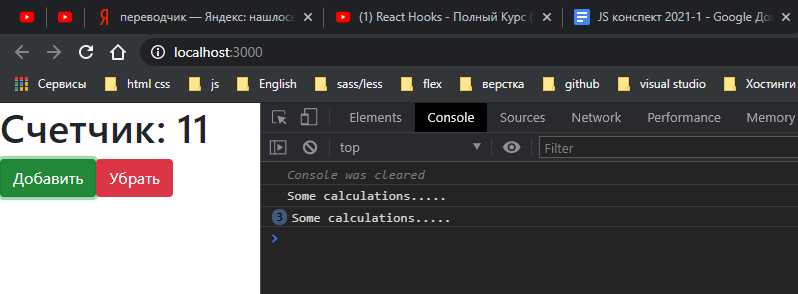 переводчик — Яндекс: нашлось
(1) React Hooks - Полный Курс (
JS конспект 2021-1 - Google До
localhost:3000
Сервисы html css js English sass/less flex верстка github visual studio Хостинги
Счетчик: 11
Добавить Убрать
Elements Console Sources Network Performance Memory
top Filter
Console was cleared
Some calculations.....
3 Some calculations.....